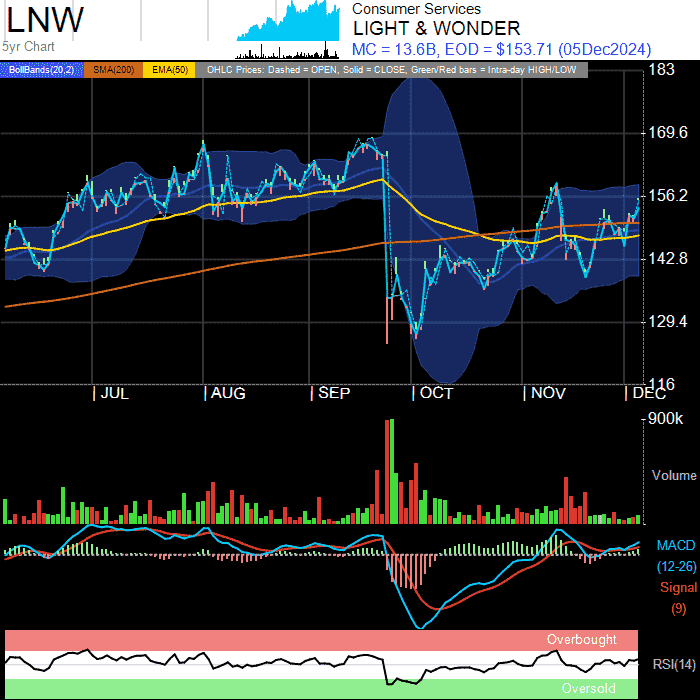 LNW
5yr Chart
Consumer Services
LIGHT & WONDER
MC = 13.6B, EOD = $153.71 (05Dec2024)
BollBands(20,2) SMA(200) EMA(50) OHLC Prices: Dashed = OPEN, Solid = CLOSE, Green/Red bars = Intra-day HIGH/LOW
183
169.6
156.2
142.8
129.4
116
JUL AUG SEP OCT NOV DEC
900k
Volume
MACD
(12-26)
Signal
(9)
Overbought
RSI(14)
Oversold